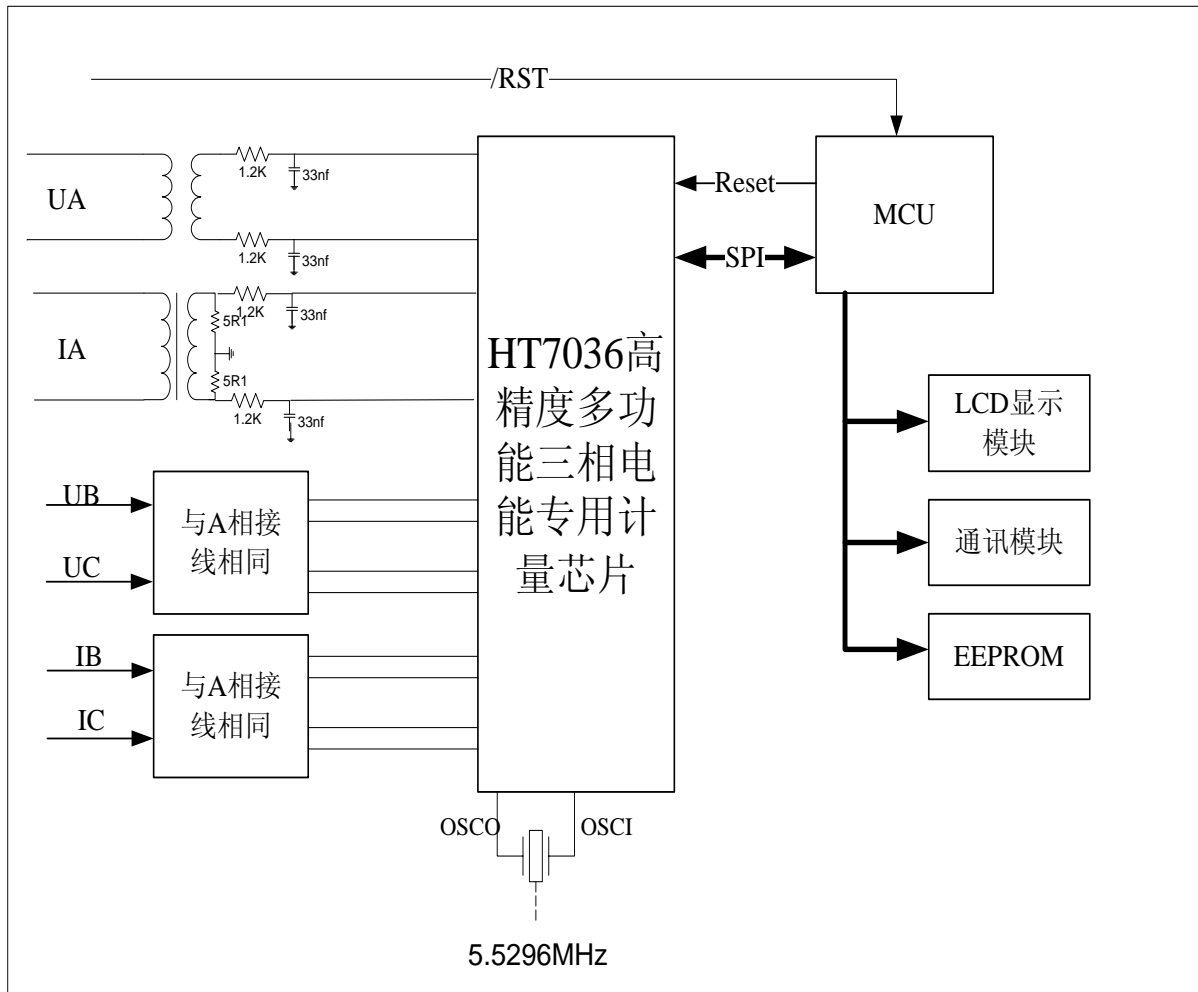 /RST
UA
1.2K
33nf
1.2K
33nf
IA
1.2K
33nf
5R1
5R1
1.2K
33nf
UB
UC
与A相接
线相同
IB
IC
与A相接
线相同
HT7036高
精度多功
能三相电
能专用计
量芯片
Reset
SPI
MCU
LCD显示
模块
通讯模块
EEPROM
OSCO
OSCI
5.5296MHz